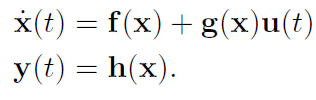 ẋ(t) = f(x) + g(x)u(t)
y(t) = h(x).